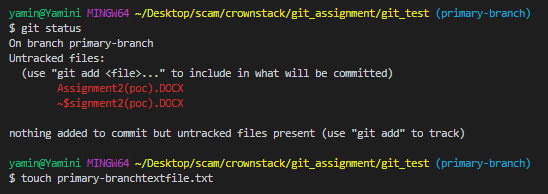 yamin@Yamini MINGW64 ~/Desktop/scam/crownstack/git_assignment/git_test (primary-branch)
$ git status
On branch primary-branch
Untracked files:
  (use "git add <file>..." to include in what will be committed)
        Assignment2(poc).DOCX
        ~$signment2(poc).DOCX

nothing added to commit but untracked files present (use "git add" to track)

yamin@Yamini MINGW64 ~/Desktop/scam/crownstack/git_assignment/git_test (primary-branch)
$ touch primary-branchtextfile.txt